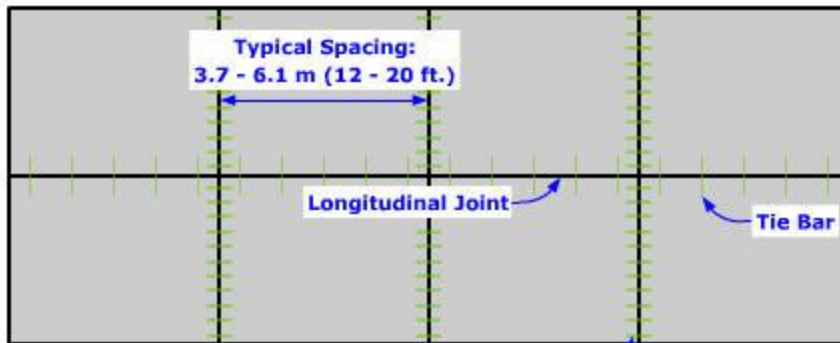 Typical Spacing:
3.7 - 6.1 m (12 - 20 ft.)
Longitudinal Joint
Tie Bar